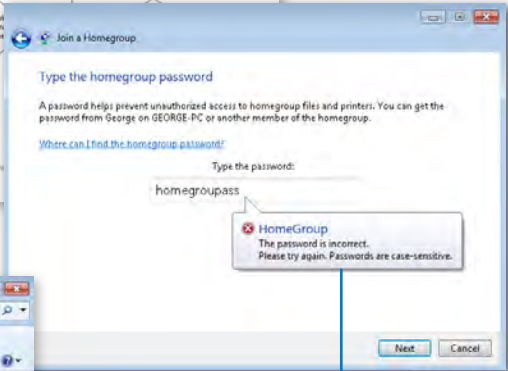 Join a Homegroup
Type the homegroup password
A password helps prevent unauthorized access to homegroup files and printers. You can get the
password from George on GEORGE-PC or another member of the homegroup.
Where can I find the homegroup password?
Type the password:
homegroupass
HomeGroup
The password is incorrect.
Please try again. Passwords are case-sensitive.
Next Cancel